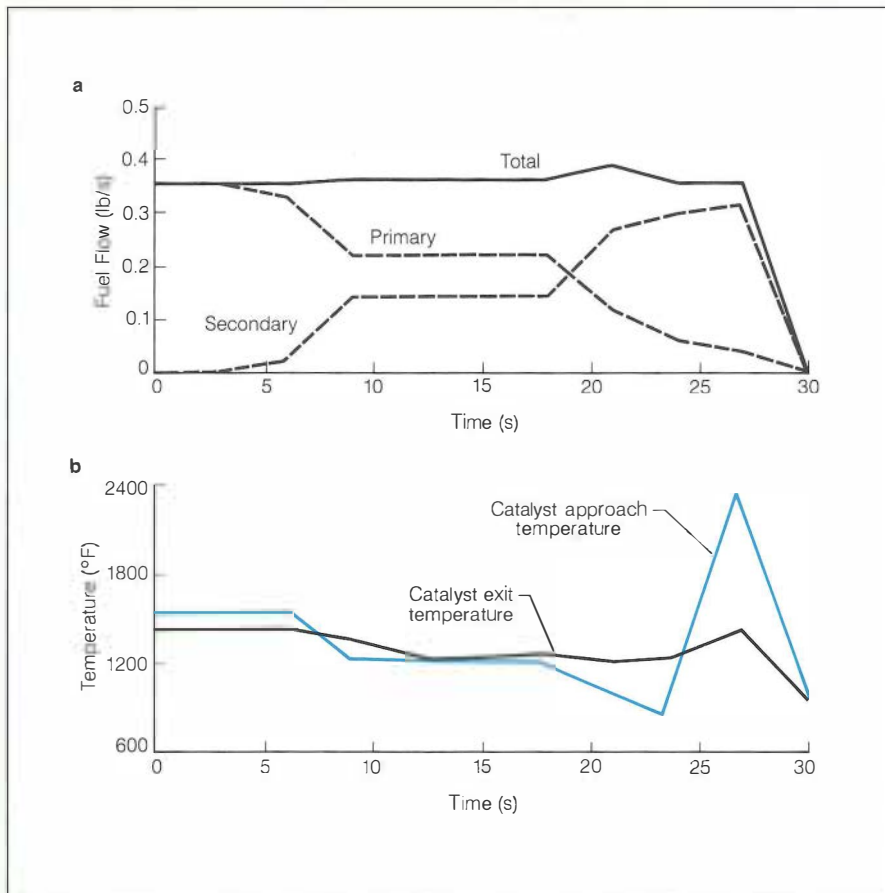 a
0.5
0.4
0.3
0.2
0.1
0
Fuel Flow (lb/s)
Total
Primary
Secondary
0 5 10 15 20 25 30
Time (s)
b
2400
1800
1200
600
Temperature (°F)
Catalyst approach
temperature
Catalyst exit
temperature
0 5 10 15 20 25 30
Time (s)